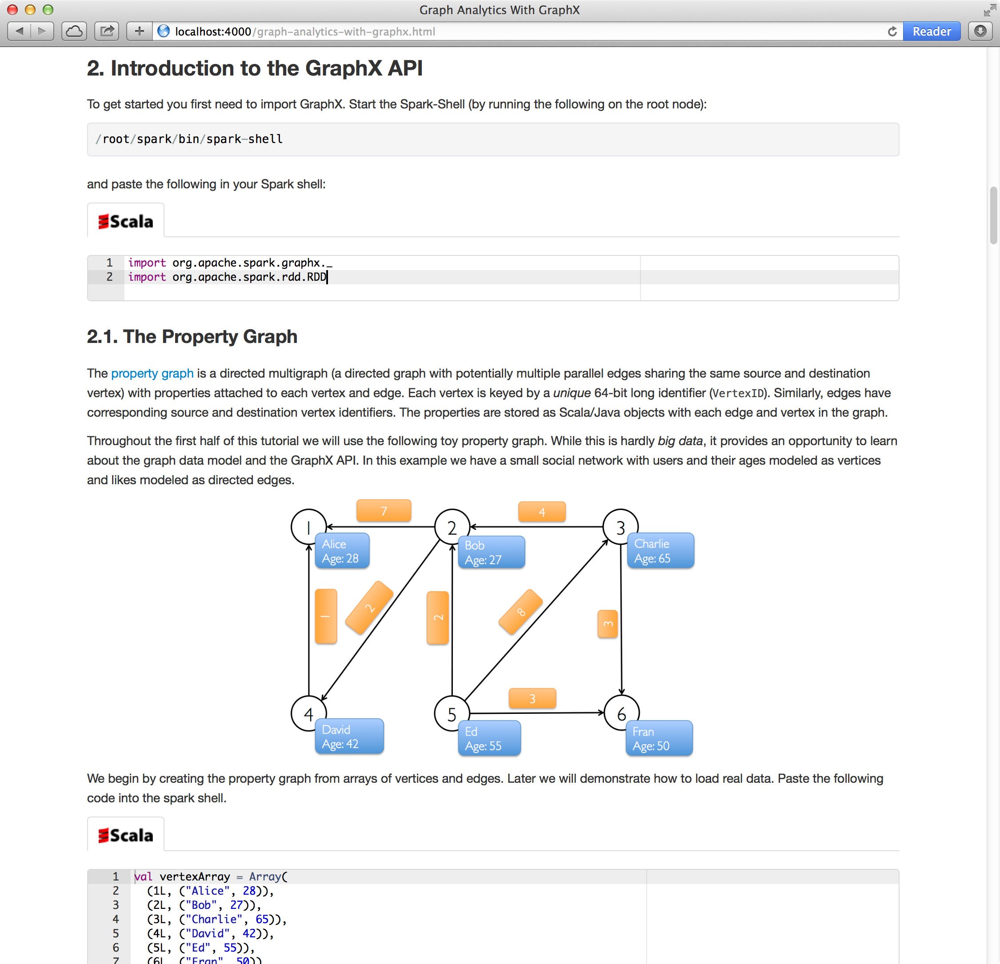 Graph Analytics With GraphX
localhost:4000/graph-analytics-with-graphx.html
Reader
2. Introduction to the GraphX API
To get started you first need to import GraphX. Start the Spark-Shell (by running the following on the root node):
/root/spark/bin/spark-shell
and paste the following in your Spark shell:
Scala
1 import org.apache.spark.graphx._
2 import org.apache.spark.rdd.RDD
2.1. The Property Graph
The property graph is a directed multigraph (a directed graph with potentially multiple parallel edges sharing the same source and destination
vertex) with properties attached to each vertex and edge. Each vertex is keyed by a unique 64-bit long identifier (VertexID). Similarly, edges have
corresponding source and destination vertex identifiers. The properties are stored as Scala/Java objects with each edge and vertex in the graph.
Throughout the first half of this tutorial we will use the following toy property graph. While this is hardly big data, it provides an opportunity to learn
about the graph data model and the GraphX API. In this example we have a small social network with users and their ages modeled as vertices
and likes modeled as directed edges.
7
4
1
2
3
Alice
Age: 28
Bob
Age: 27
Charlie
Age: 65
1
2
2
8
3
3
4
5
6
David
Age: 42
Ed
Age: 55
Fran
Age: 50
We begin by creating the property graph from arrays of vertices and edges. Later we will demonstrate how to load real data. Paste the following
code into the spark shell.
Scala
1 val vertexArray = Array(
2 (1L, ("Alice", 28)),
3 (2L, ("Bob", 27)),
4 (3L, ("Charlie", 65)),
5 (4L, ("David", 42)),
6 (5L, ("Ed", 55)),
7 (6L, ("Fran", 50))